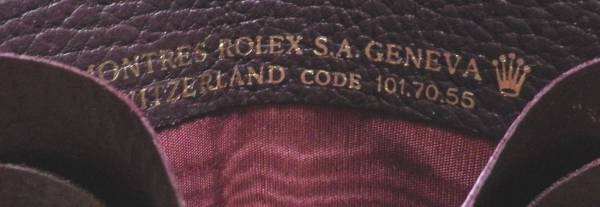 MONTRES ROLEX S.A. GENEVA
SWITZERLAND CODE 101.70.55